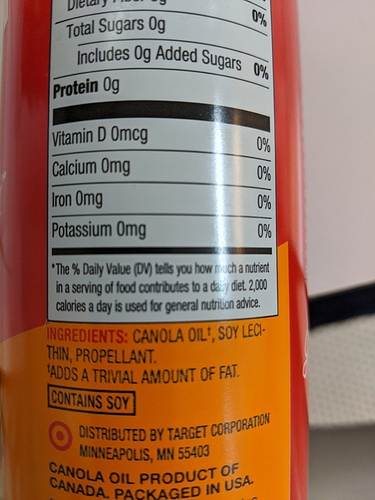 Dietary Fiber 0g
0%
Total Sugars 0g
Includes 0g Added Sugars 0%
Protein 0g
Vitamin D 0mcg 0%
Calcium 0mg 0%
Iron 0mg 0%
Potassium 0mg 0%
*The % Daily Value (DV) tells you how much a nutrient
in a serving of food contributes to a daily diet. 2,000
calories a day is used for general nutrition advice.
INGREDIENTS: CANOLA OIL†, SOY LECI-
THIN, PROPELLANT.
†ADDS A TRIVIAL AMOUNT OF FAT.
CONTAINS SOY
DISTRIBUTED BY TARGET CORPORATION
MINNEAPOLIS, MN 55403
CANOLA OIL PRODUCT OF
CANADA. PACKAGED IN USA.